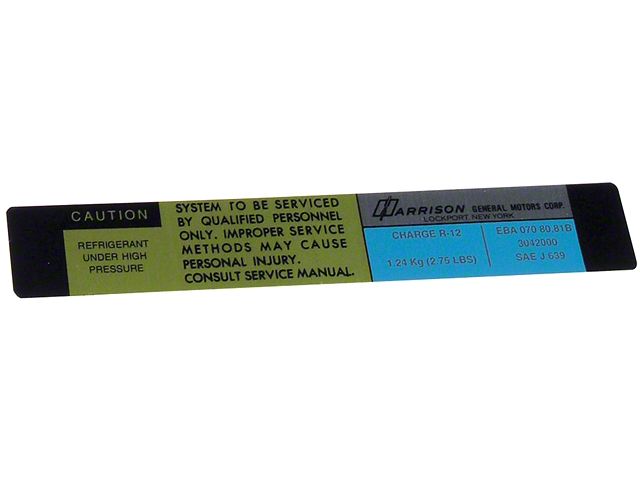 CAUTION
REFRIGERANT
UNDER HIGH
PRESSURE
SYSTEM TO BE SERVICED
BY QUALIFIED PERSONNEL
ONLY. IMPROPER SERVICE
METHODS MAY CAUSE
PERSONAL INJURY.
CONSULT SERVICE MANUAL.
HARRISON GENERAL MOTORS CORP.
LOCKPORT, NEW YORK
CHARGE R-12
1.24 Kg (2.75 LBS)
EBA 070 80.81B
3042000
SAE J 639